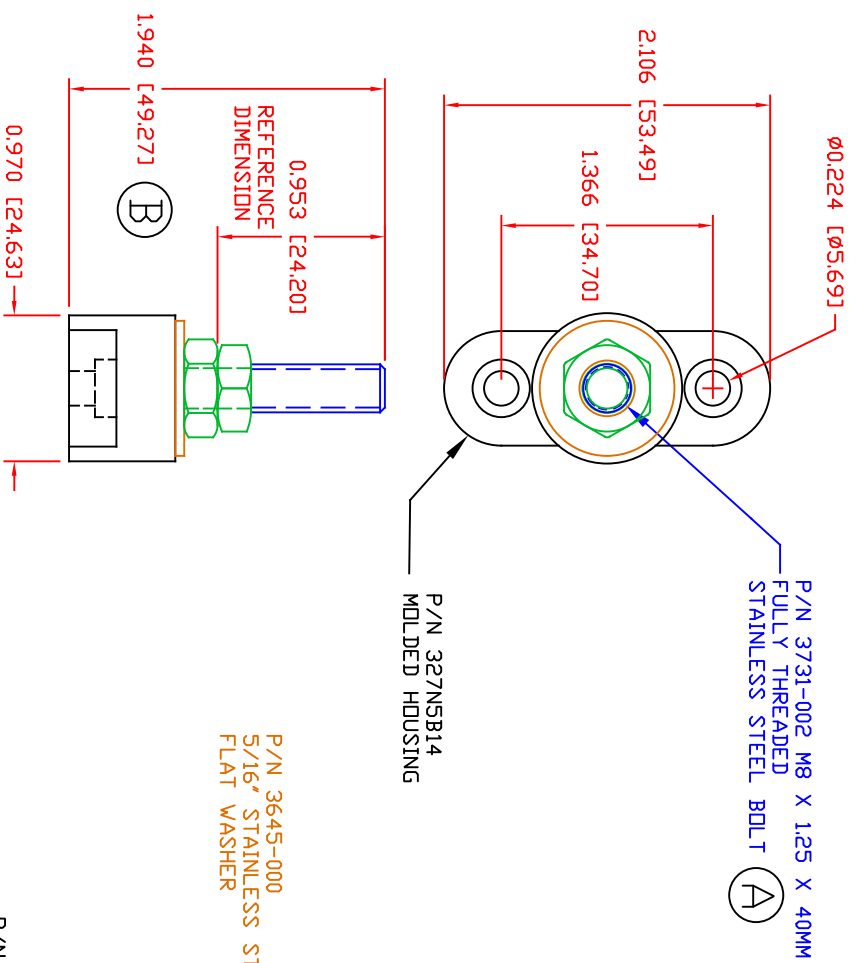 Ø0.224 [Ø5.69]
2.106 [53.49]
1.366 [34.70]
P/N 3731-002 M8 X 1.25 X 40MM
FULLY THREADED
STAINLESS STEEL BOLT
A
P/N 327N5B14
MOLDED HOUSING
0.953 [24.20]
REFERENCE
DIMENSION
1.940 [49.27]
B
0.970 [24.63]
P/N 3645-000
5/16" STAINLESS ST
FLAT WASHER
P/N